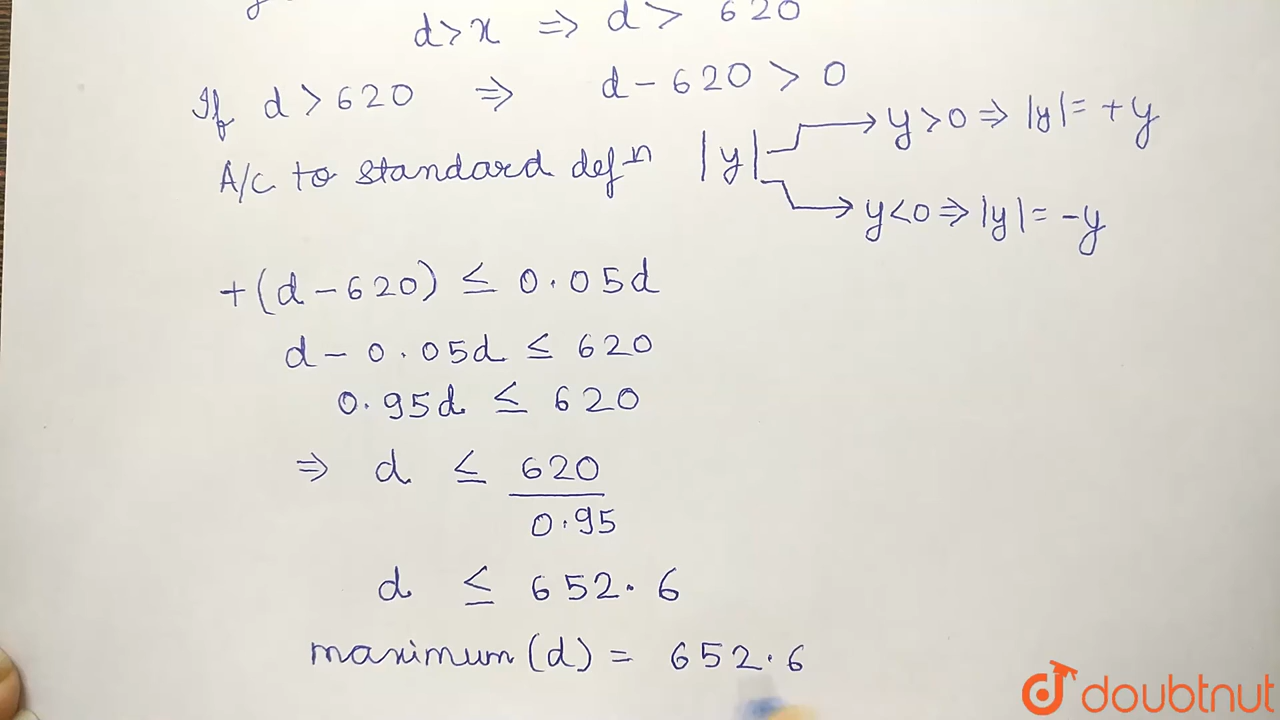 d>x ⇒ d > 620
If d > 620 ⇒ d - 620 > 0
A/C to standard defn |y| → y>0 ⇒ |y| = +y
→ y<0 ⇒ |y| = -y
+(d - 620) ≤ 0.05d
d - 0.05d ≤ 620
0.95d ≤ 620
⇒ d ≤ 620
0.95
d ≤ 652.6
maximum (d) = 652.6
doubtnut